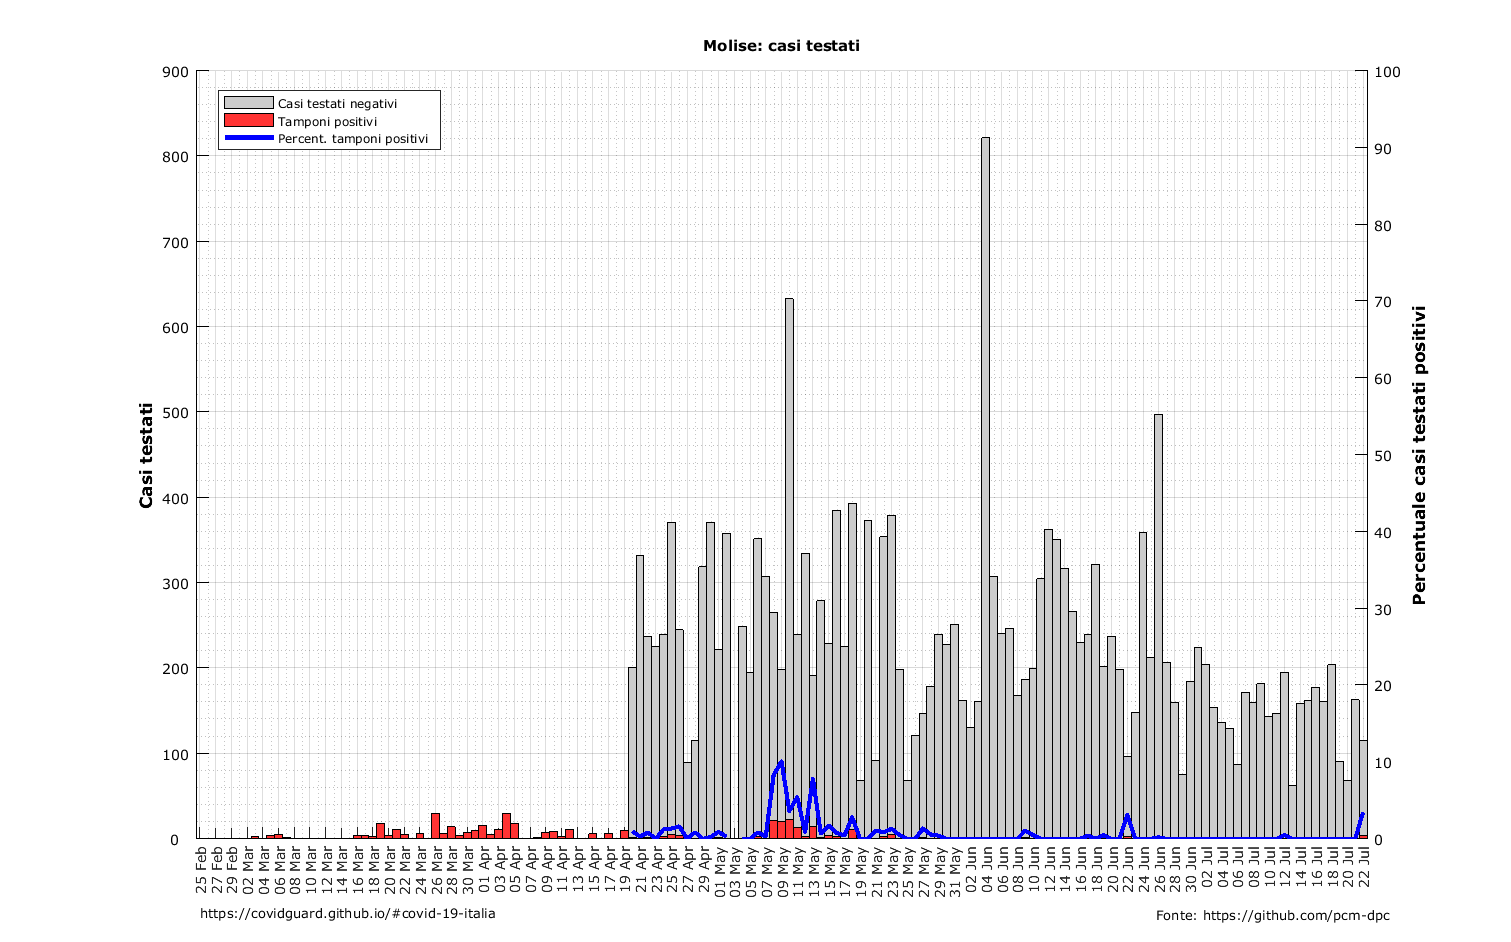 Molise: casi testati
900
800
700
600
500
400
300
200
100
0
100
90
80
70
60
50
40
30
20
10
0
Casi testati negativi
Tamponi positivi
Percent. tamponi positivi
Casi testati
Percentuale casi testati positivi
25 Feb
27 Feb
29 Feb
02 Mar
04 Mar
06 Mar
08 Mar
10 Mar
12 Mar
14 Mar
16 Mar
18 Mar
20 Mar
22 Mar
24 Mar
26 Mar
28 Mar
30 Mar
01 Apr
03 Apr
05 Apr
07 Apr
09 Apr
11 Apr
13 Apr
15 Apr
17 Apr
19 Apr
21 Apr
23 Apr
25 Apr
27 Apr
29 Apr
01 May
03 May
05 May
07 May
09 May
11 May
13 May
15 May
17 May
19 May
21 May
23 May
25 May
27 May
29 May
31 May
02 Jun
04 Jun
06 Jun
08 Jun
10 Jun
12 Jun
14 Jun
16 Jun
18 Jun
20 Jun
22 Jun
24 Jun
26 Jun
28 Jun
30 Jun
02 Jul
04 Jul
06 Jul
08 Jul
10 Jul
12 Jul
14 Jul
16 Jul
18 Jul
20 Jul
22 Jul
https://covidguard.github.io/#covid-19-italia
Fonte: https://github.com/pcm-dpc